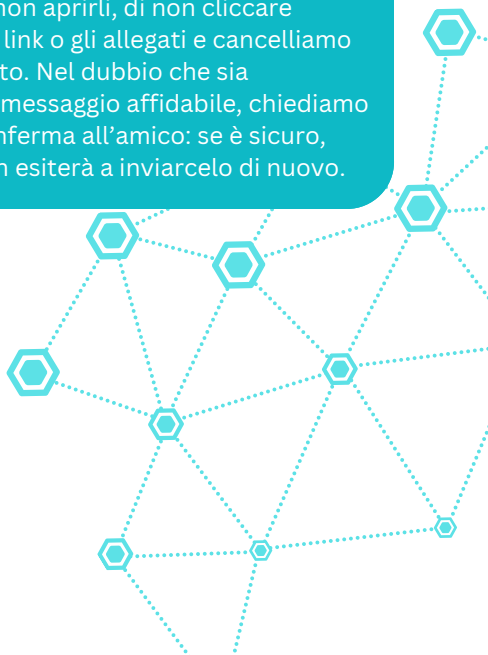 non aprirli, di non cliccare
link o gli allegati e cancelliamo
to. Nel dubbio che sia
messaggio affidabile, chiediamo
nferma all’amico: se è sicuro,
n esiterà a inviarcelo di nuovo.